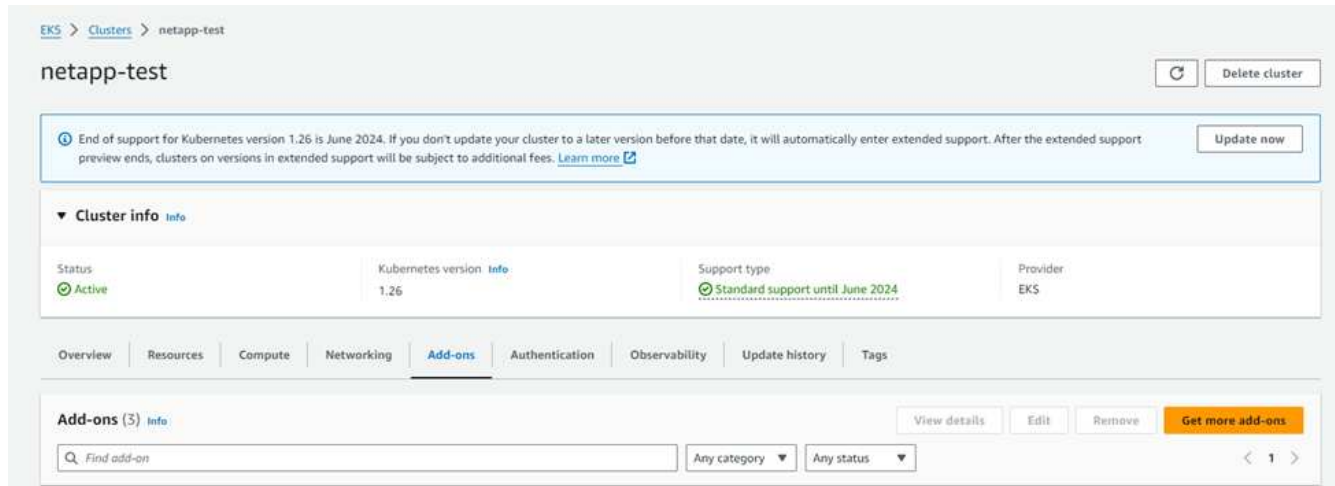 EKS > Clusters > netapp-test
netapp-test
Delete cluster
End of support for Kubernetes version 1.26 is June 2024. If you don't update your cluster to a later version before that date, it will automatically enter extended support. After the extended support
preview ends, clusters on versions in extended support will be subject to additional fees. Learn more
Update now
Cluster info Info
Status
Active
Kubernetes version Info
1.26
Support type
Standard support until June 2024
Provider
EKS
Overview Resources Compute Networking Add-ons Authentication Observability Update history Tags
Add-ons (3) Info
View details Edit Remove Get more add-ons
Find add-on
Any category Any status < 1 >